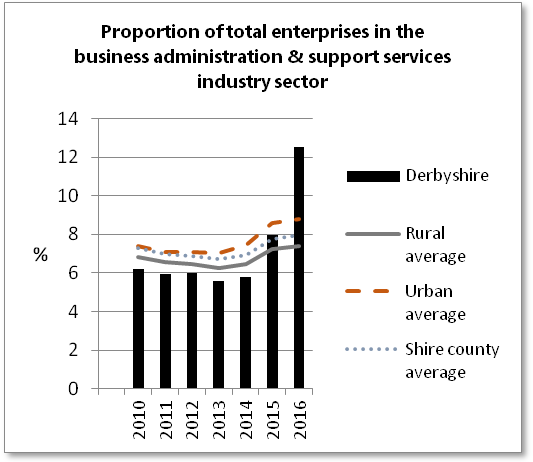 Proportion of total enterprises in the
business administration & support services
industry sector
14
12
10
8
6
4
2
0
%
2010
2011
2012
2013
2014
2015
2016
Derbyshire
Rural
average
Urban
average
Shire county
average